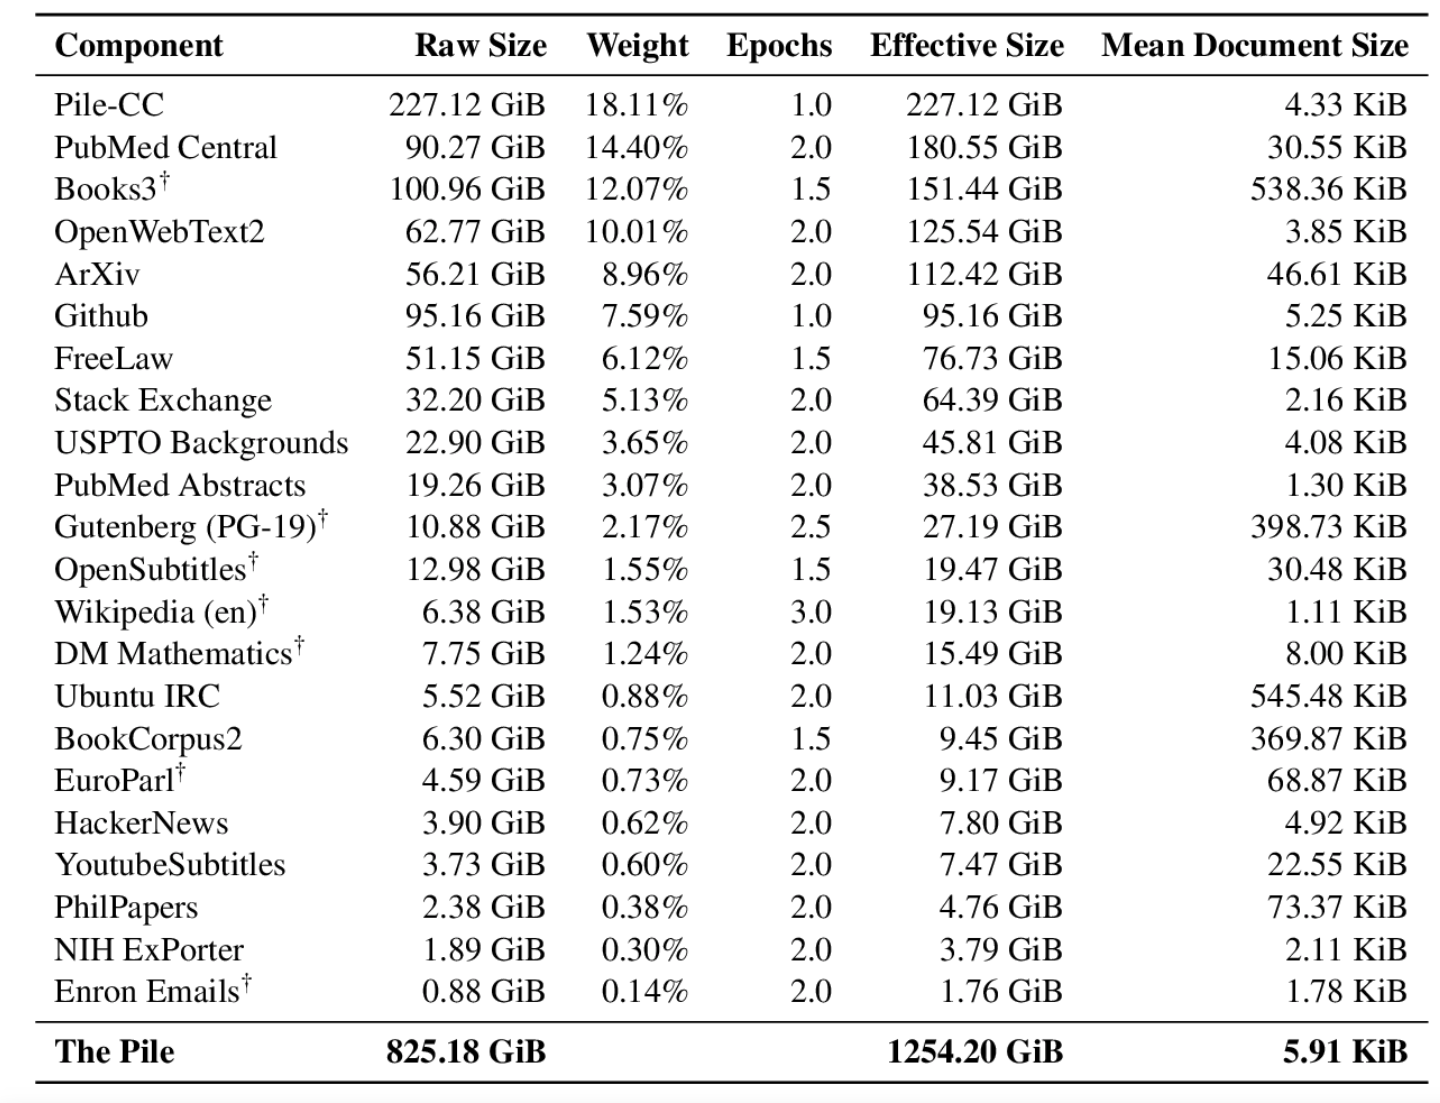 Component Raw Size Weight Epochs Effective Size Mean Document Size
Pile-CC 227.12 GiB 18.11% 1.0 227.12 GiB 4.33 KiB
PubMed Central 90.27 GiB 14.40% 2.0 180.55 GiB 30.55 KiB
Books3† 100.96 GiB 12.07% 1.5 151.44 GiB 538.36 KiB
OpenWebText2 62.77 GiB 10.01% 2.0 125.54 GiB 3.85 KiB
ArXiv 56.21 GiB 8.96% 2.0 112.42 GiB 46.61 KiB
Github 95.16 GiB 7.59% 1.0 95.16 GiB 5.25 KiB
FreeLaw 51.15 GiB 6.12% 1.5 76.73 GiB 15.06 KiB
Stack Exchange 32.20 GiB 5.13% 2.0 64.39 GiB 2.16 KiB
USPTO Backgrounds 22.90 GiB 3.65% 2.0 45.81 GiB 4.08 KiB
PubMed Abstracts 19.26 GiB 3.07% 2.0 38.53 GiB 1.30 KiB
Gutenberg (PG-19)† 10.88 GiB 2.17% 2.5 27.19 GiB 398.73 KiB
OpenSubtitles† 12.98 GiB 1.55% 1.5 19.47 GiB 30.48 KiB
Wikipedia (en)† 6.38 GiB 1.53% 3.0 19.13 GiB 1.11 KiB
DM Mathematics† 7.75 GiB 1.24% 2.0 15.49 GiB 8.00 KiB
Ubuntu IRC 5.52 GiB 0.88% 2.0 11.03 GiB 545.48 KiB
BookCorpus2 6.30 GiB 0.75% 1.5 9.45 GiB 369.87 KiB
EuroParl† 4.59 GiB 0.73% 2.0 9.17 GiB 68.87 KiB
HackerNews 3.90 GiB 0.62% 2.0 7.80 GiB 4.92 KiB
YoutubeSubtitles 3.73 GiB 0.60% 2.0 7.47 GiB 22.55 KiB
PhilPapers 2.38 GiB 0.38% 2.0 4.76 GiB 73.37 KiB
NIH ExPorter 1.89 GiB 0.30% 2.0 3.79 GiB 2.11 KiB
Enron Emails† 0.88 GiB 0.14% 2.0 1.76 GiB 1.78 KiB
The Pile 825.18 GiB 1254.20 GiB 5.91 KiB